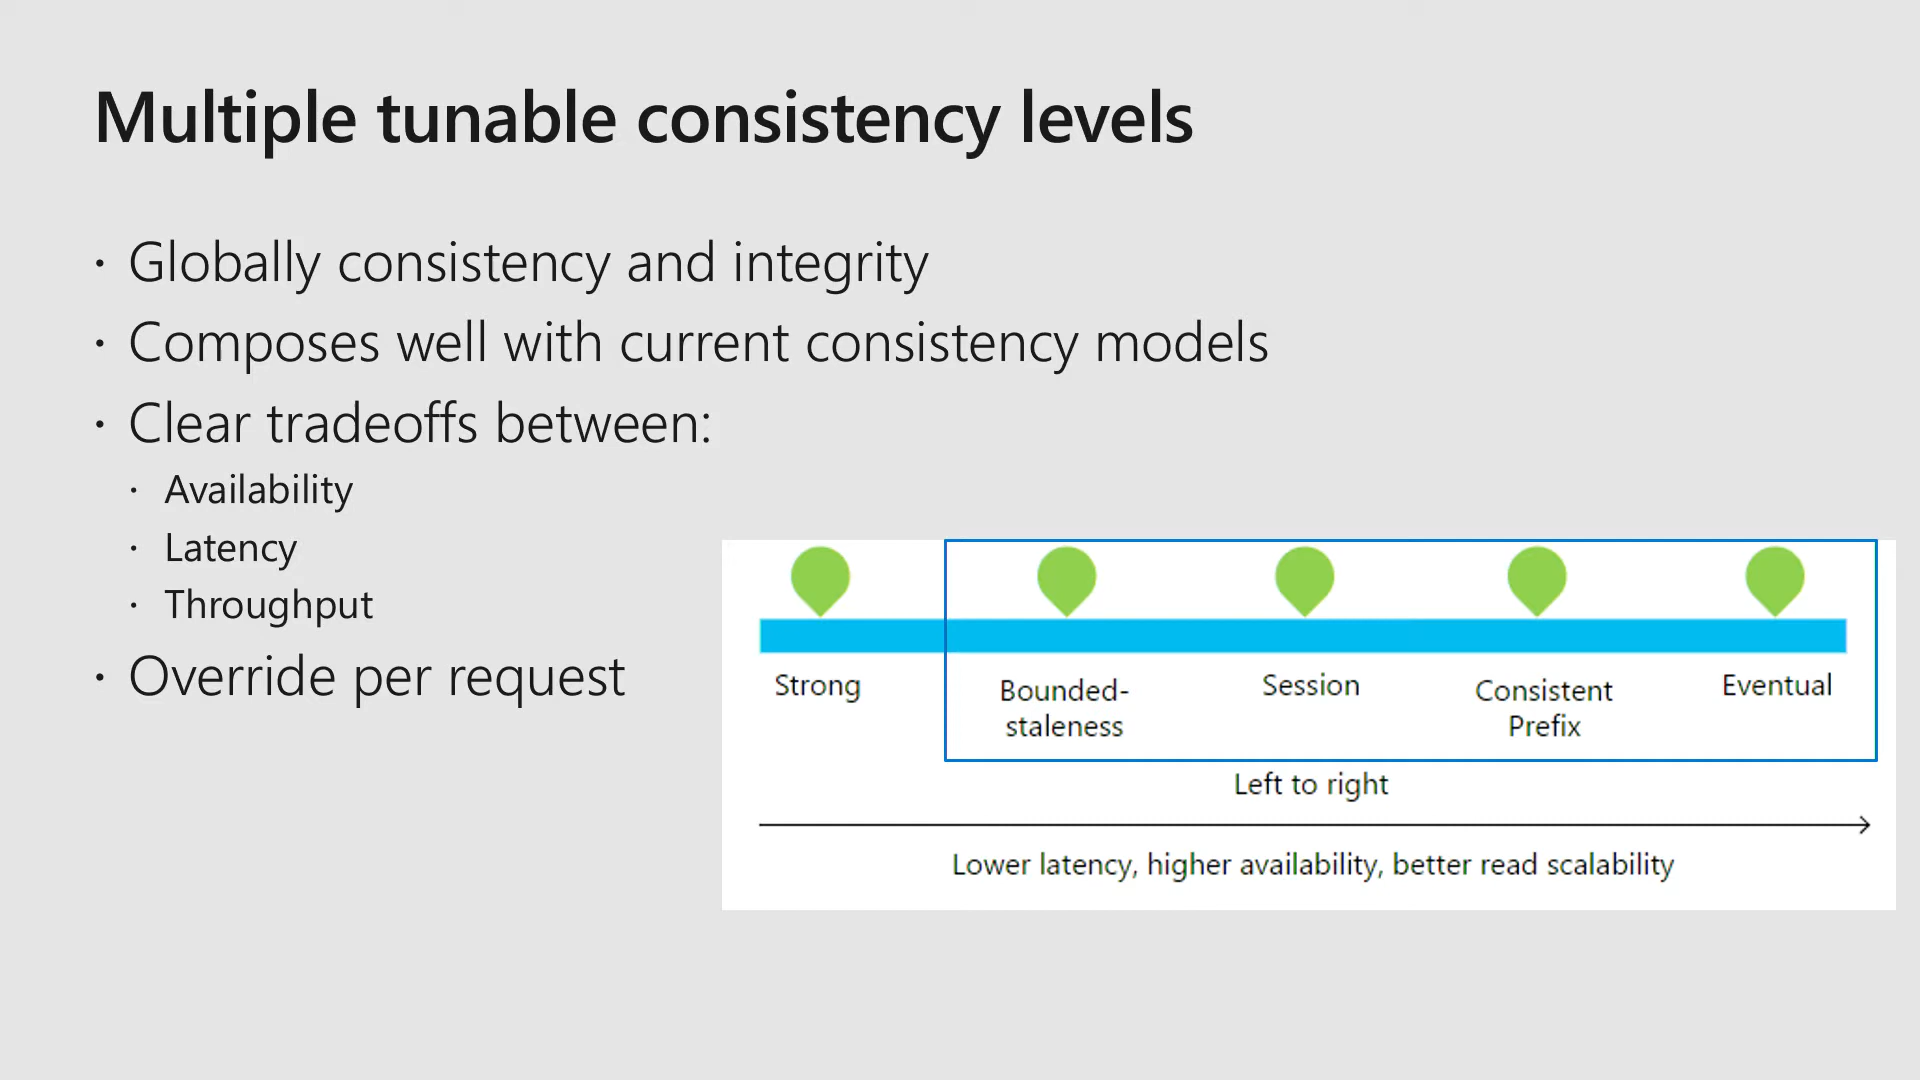 Multiple tunable consistency levels
· Globally consistency and integrity
· Composes well with current consistency models
· Clear tradeoffs between:
· Availability
· Latency
· Throughput
· Override per request
Strong
Bounded-
staleness
Session
Consistent
Prefix
Eventual
Left to right
Lower latency, higher availability, better read scalability